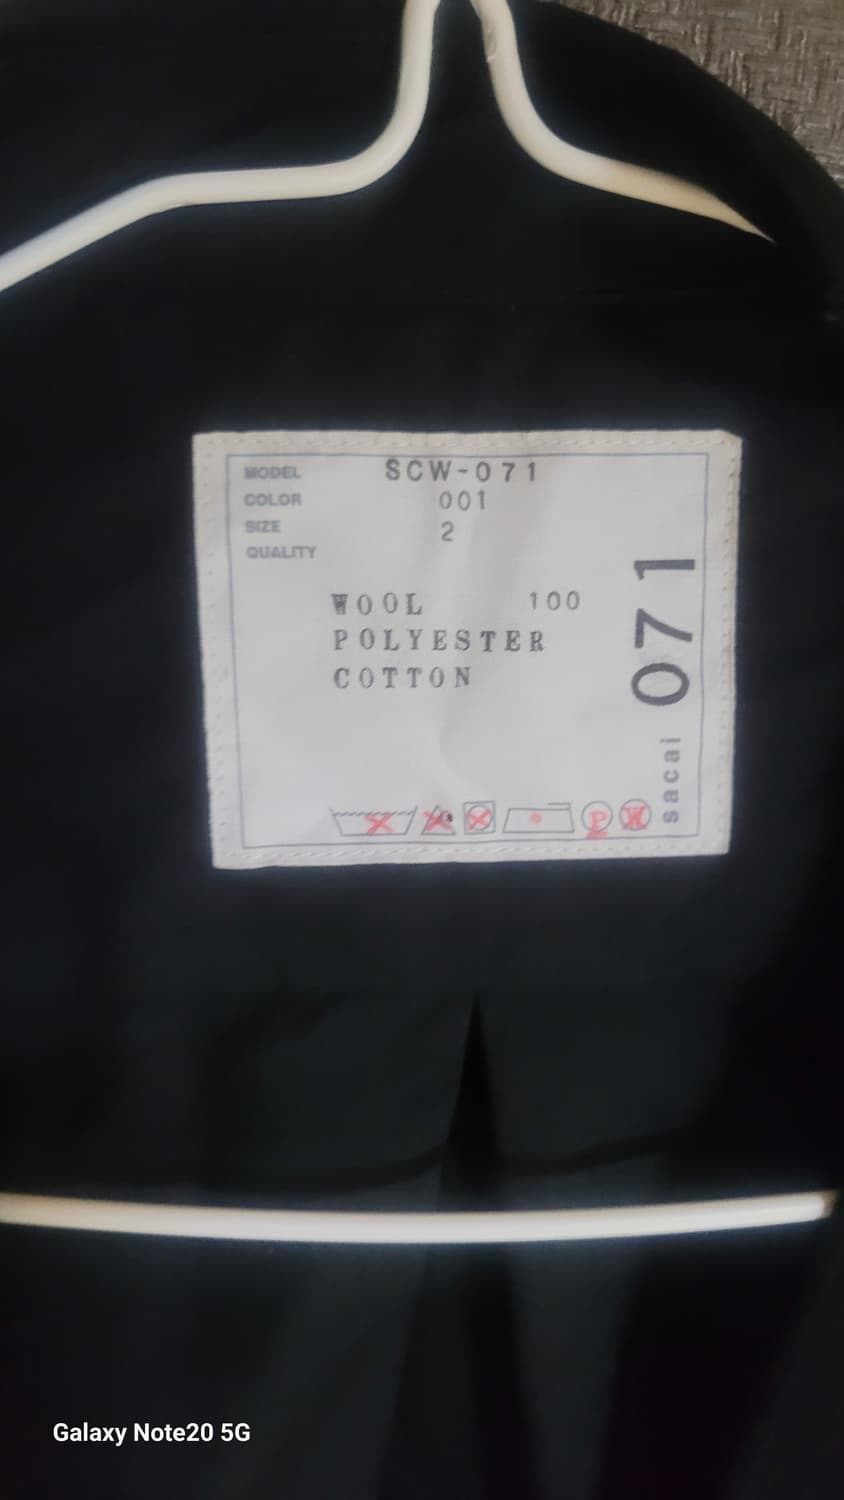 MODEL SCW-071
COLOR 001
SIZE 2
QUALITY
WOOL 100
POLYESTER
COTTON
P
W
sacai 071
Galaxy Note20 5G